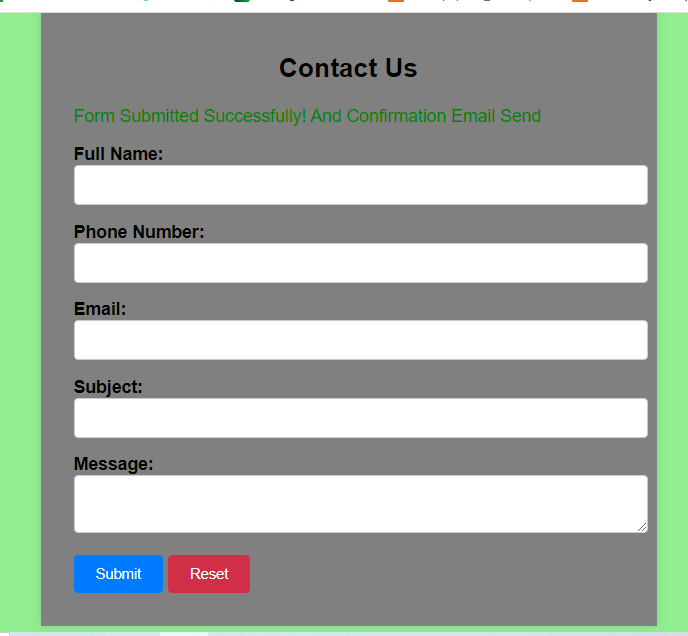 Contact Us
Form Submitted Successfully! And Confirmation Email Send
Full Name:
Phone Number:
Email:
Subject:
Message:
Submit Reset